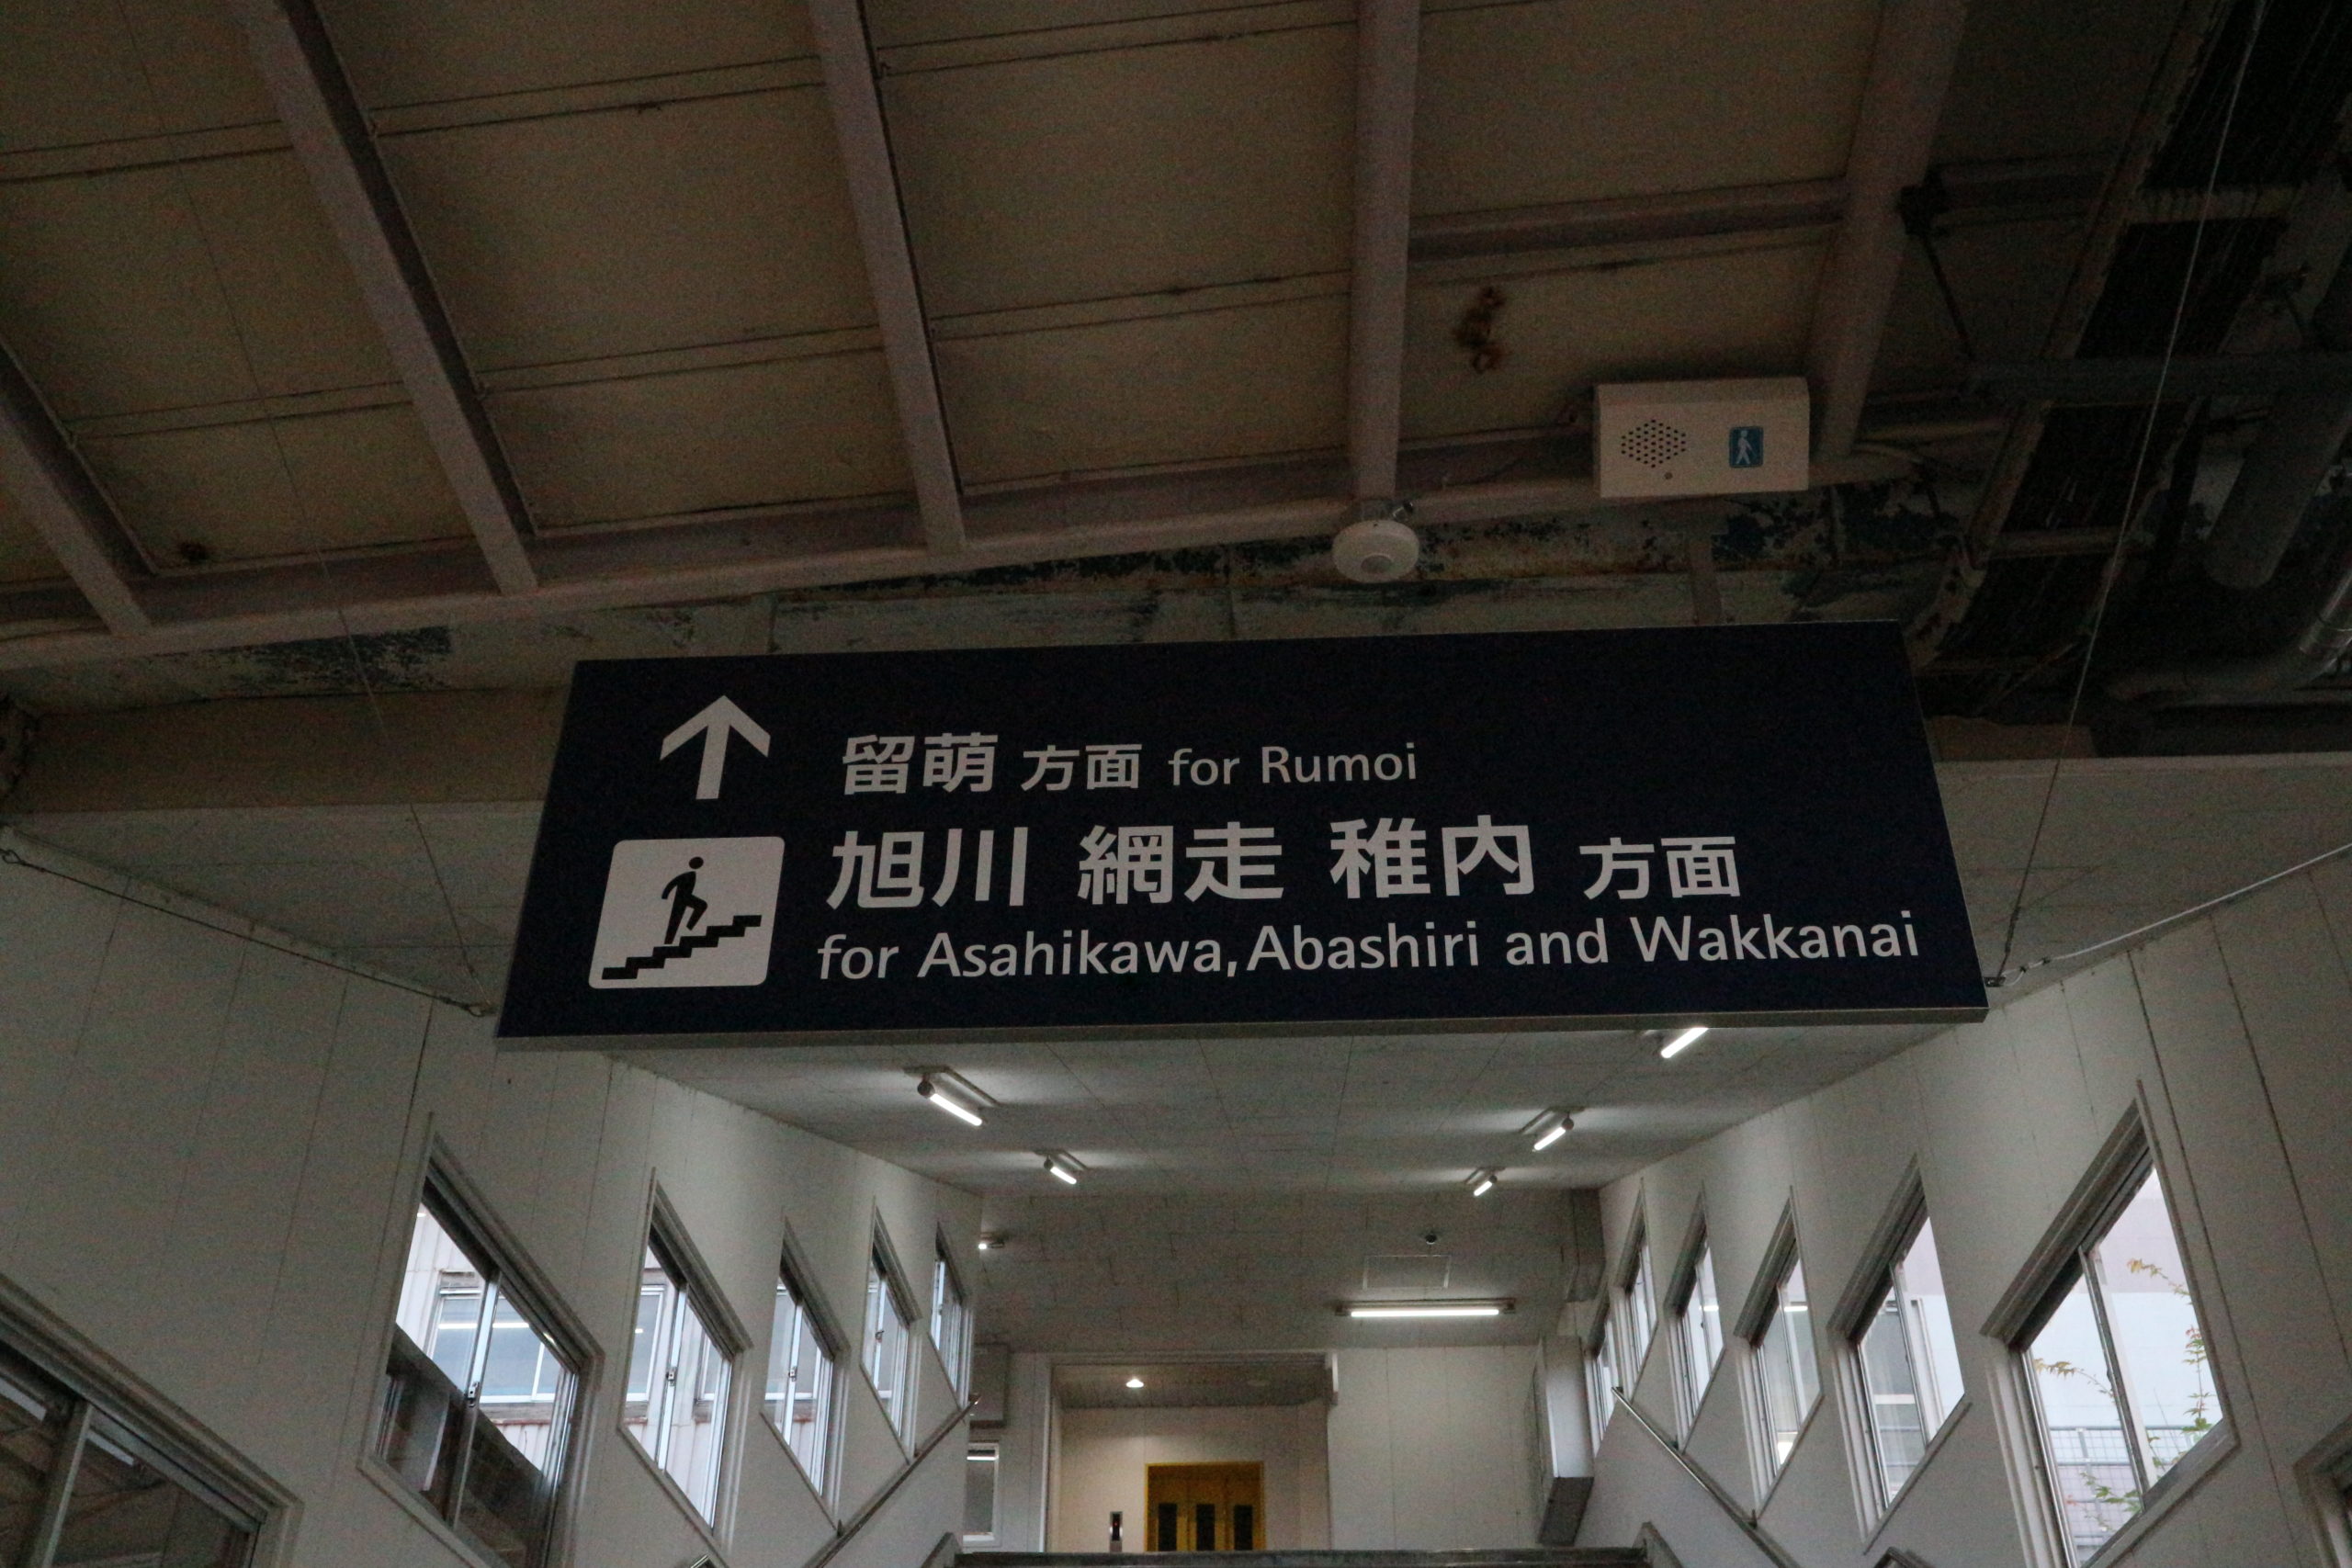 留萌 方面 for Rumoi
旭川 網走 稚内 方面
for Asahikawa, Abashiri and Wakkanai